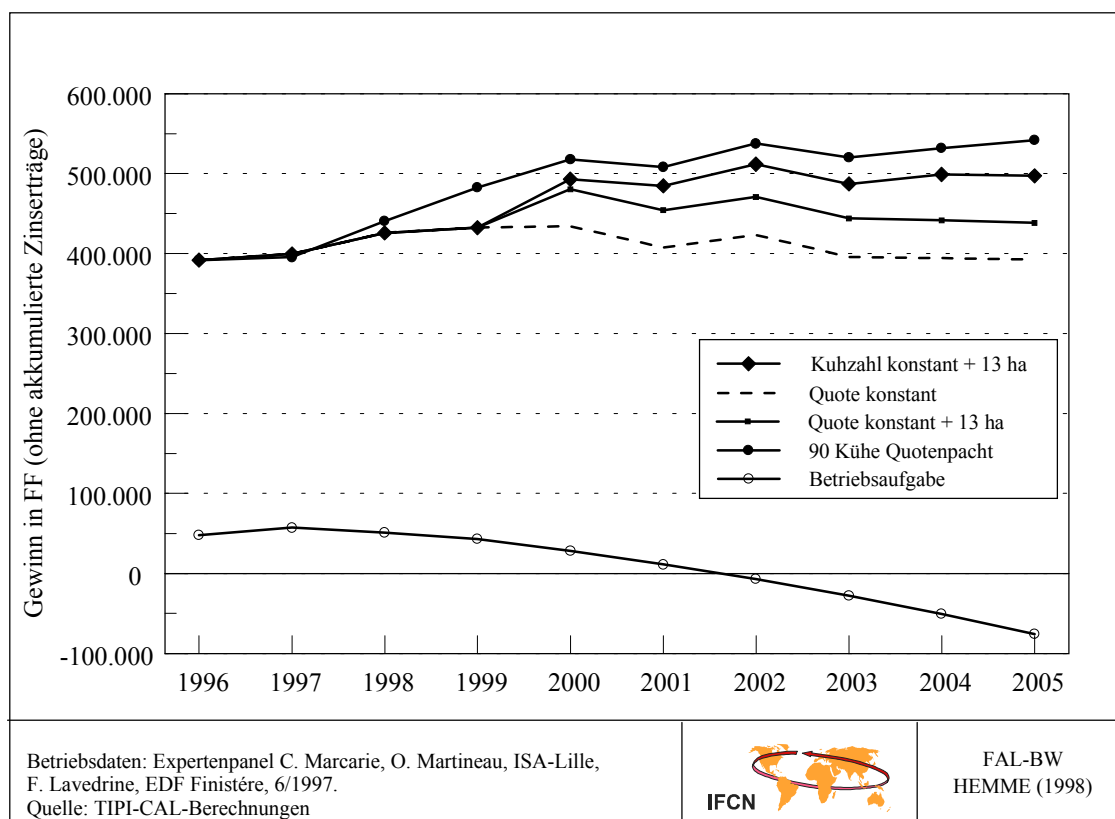 Gewinn in FF (ohne akkumulierte Zinserträge)
600.000
500.000
400.000
300.000
200.000
100.000
0
-100.000
1996 1997 1998 1999 2000 2001 2002 2003 2004 2005
Kuhzahl konstant + 13 ha
Quote konstant
Quote konstant + 13 ha
90 Kühe Quotenpacht
Betriebsaufgabe
Betriebsdaten: Expertenpanel C. Marcarie, O. Martineau, ISA-Lille,
F. Lavedrine, EDF Finistére, 6/1997.
Quelle: TIPI-CAL-Berechnungen
IFCN
FAL-BW
HEMME (1998)